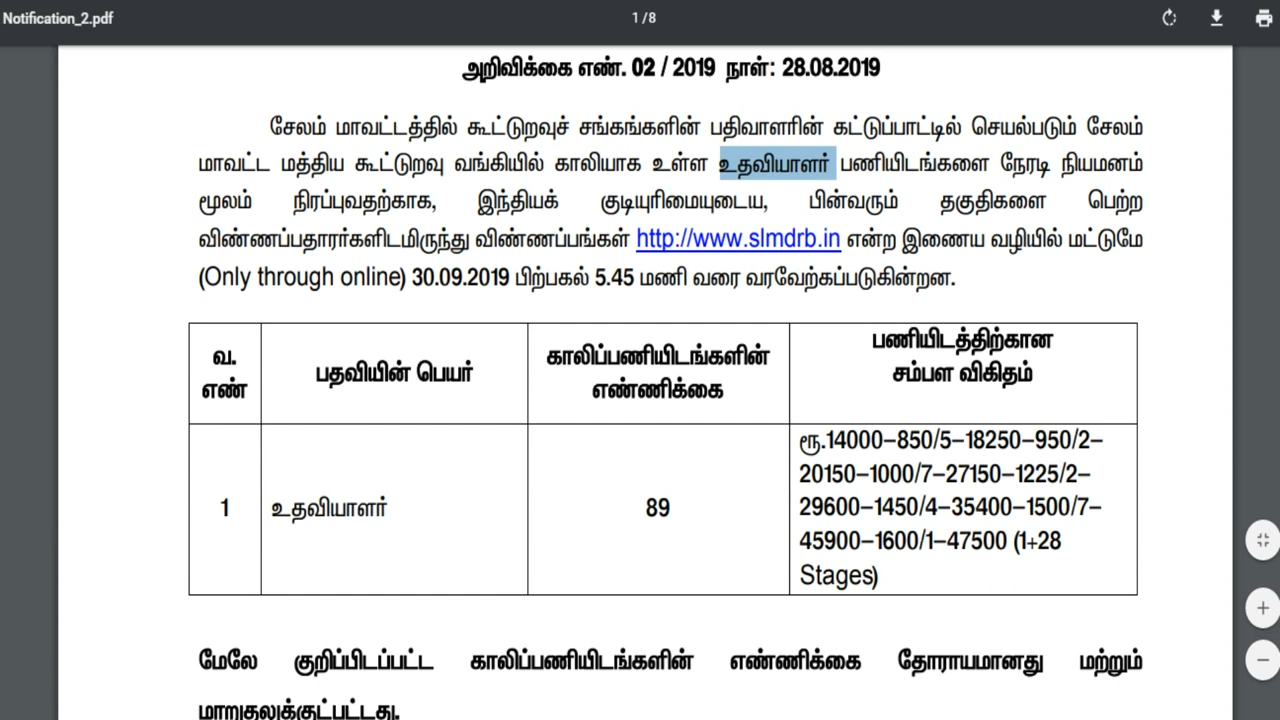 Notification_2.pdf
1 / 8
அறிவிக்கை எண். 02 / 2019 நாள்: 28.08.2019
சேலம் மாவட்டத்தில் கூட்டுறவுச் சங்கங்களின் பதிவாளரின் கட்டுப்பாட்டில் செயல்படும் சேலம்
மாவட்ட மத்திய கூட்டுறவு வங்கியில் காலியாக உள்ள உதவியாளர் பணியிடங்களை நேரடி நியமனம்
மூலம் நிரப்புவதற்காக, இந்தியக் குடியுரிமையுடைய, பின்வரும் தகுதிகளை பெற்ற
விண்ணப்பதாரர்களிடமிருந்து விண்ணப்பங்கள் http://www.slmdrb.in என்ற இணைய வழியில் மட்டுமே
(Only through online) 30.09.2019 பிற்பகல் 5.45 மணி வரை வரவேற்கப்படுகின்றன.
வ.
எண்
பதவியின் பெயர்
காலிப்பணியிடங்களின்
எண்ணிக்கை
பணியிடத்திற்கான
சம்பள விகிதம்
1
உதவியாளர்
89
ரூ.14000–850/5–18250–950/2–
20150–1000/7–27150–1225/2–
29600–1450/4–35400–1500/7–
45900–1600/1–47500 (1+28
Stages)
மேலே குறிப்பிடப்பட்ட காலிப்பணியிடங்களின் எண்ணிக்கை தோராயமானது மற்றும்
மாறுதலுக்குட்பட்டது.